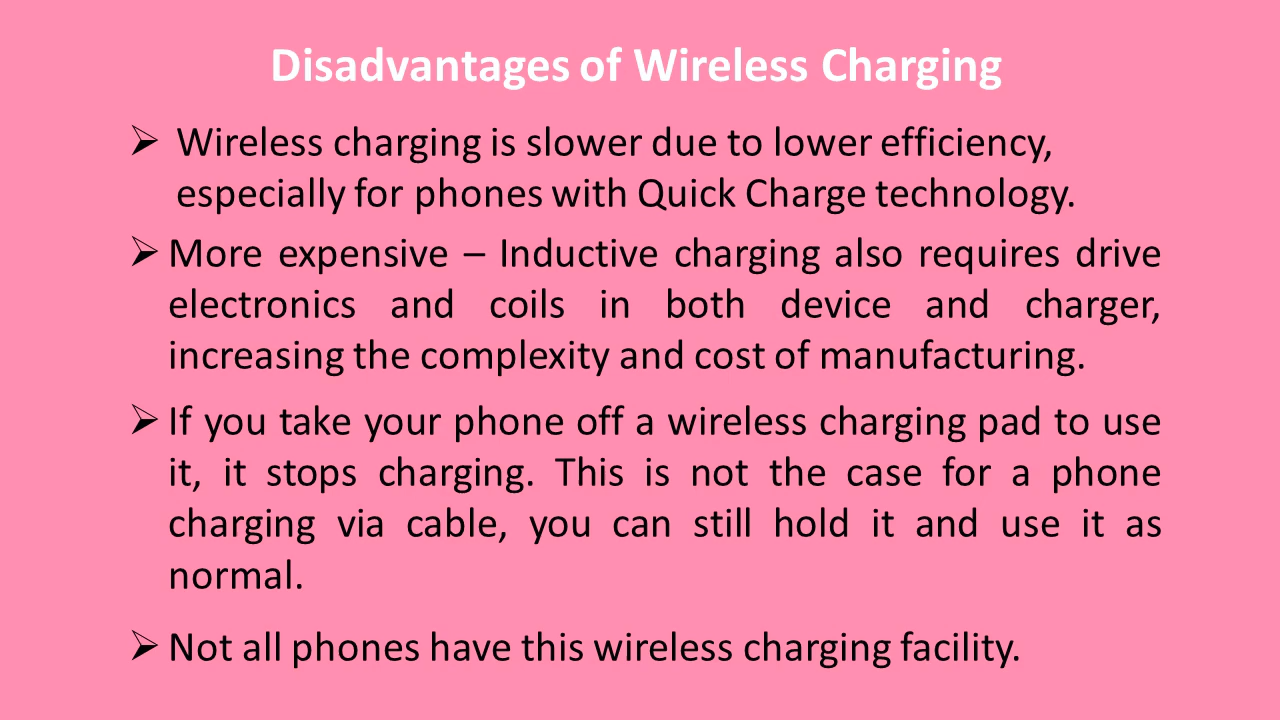 Disadvantages of Wireless Charging
➢ Wireless charging is slower due to lower efficiency,
especially for phones with Quick Charge technology.
➢ More expensive – Inductive charging also requires drive
electronics and coils in both device and charger,
increasing the complexity and cost of manufacturing.
➢ If you take your phone off a wireless charging pad to use
it, it stops charging. This is not the case for a phone
charging via cable, you can still hold it and use it as
normal.
➢ Not all phones have this wireless charging facility.